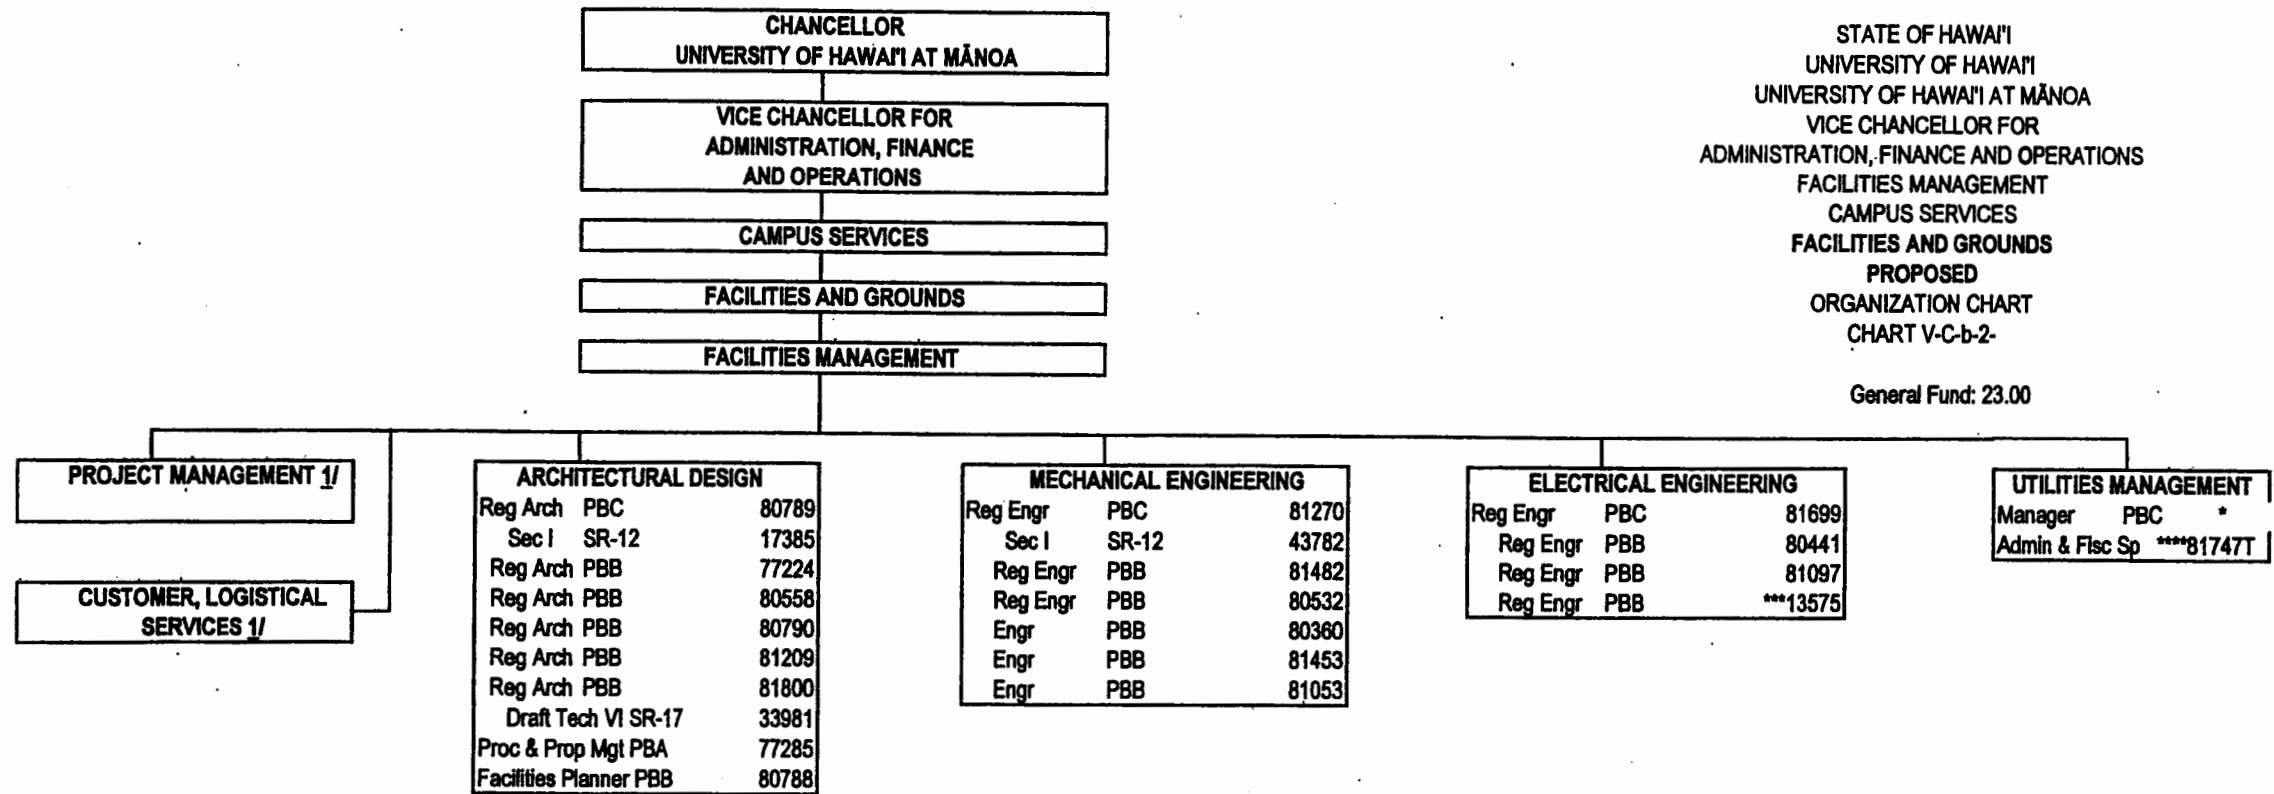 CHANCELLOR
UNIVERSITY OF HAWAI'I AT MĀNOA
VICE CHANCELLOR FOR
ADMINISTRATION, FINANCE
AND OPERATIONS
CAMPUS SERVICES
FACILITIES AND GROUNDS
FACILITIES MANAGEMENT
STATE OF HAWAI'I
UNIVERSITY OF HAWAI'I
UNIVERSITY OF HAWAI'I AT MĀNOA
VICE CHANCELLOR FOR
ADMINISTRATION, FINANCE AND OPERATIONS
FACILITIES MANAGEMENT
CAMPUS SERVICES
FACILITIES AND GROUNDS
PROPOSED
ORGANIZATION CHART
CHART V-C-b-2-
General Fund: 23.00
PROJECT MANAGEMENT 1/
CUSTOMER, LOGISTICAL
SERVICES 1/
ARCHITECTURAL DESIGN
Reg Arch PBC 80789
Sec I SR-12 17385
Reg Arch PBB 77224
Reg Arch PBB 80558
Reg Arch PBB 80790
Reg Arch PBB 81209
Reg Arch PBB 81800
Draft Tech VI SR-17 33981
Proc & Prop Mgt PBA 77285
Facilities Planner PBB 80788
MECHANICAL ENGINEERING
Reg Engr PBC 81270
Sec I SR-12 43782
Reg Engr PBB 81482
Reg Engr PBB 80532
Engr PBB 80360
Engr PBB 81453
Engr PBB 81053
ELECTRICAL ENGINEERING
Reg Engr PBC 81699
Reg Engr PBB 80441
Reg Engr PBB 81097
Reg Engr PBB ***13575
UTILITIES MANAGEMENT
Manager PBC *
Admin & Fisc Sp ****81747T